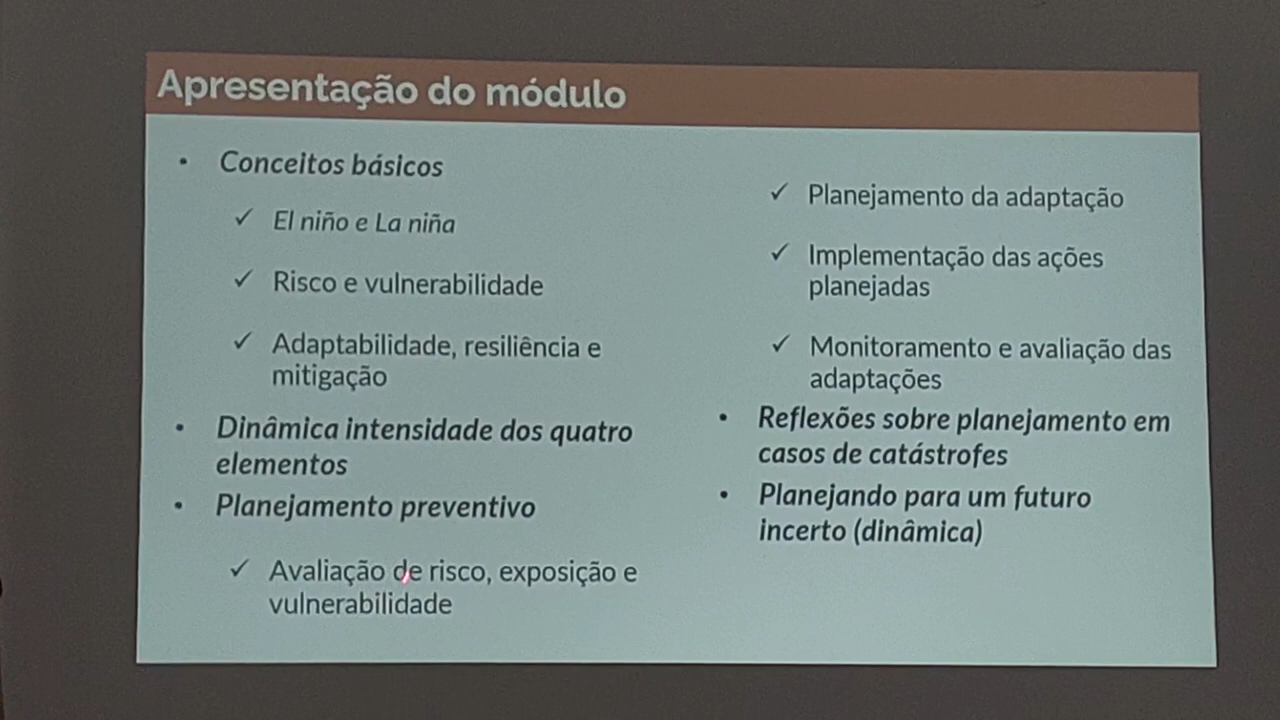 Apresentação do módulo
• Conceitos básicos
✓ El niño e La niña
✓ Risco e vulnerabilidade
✓ Adaptabilidade, resiliência e
mitigação
• Dinâmica intensidade dos quatro
elementos
• Planejamento preventivo
✓ Avaliação de risco, exposição e
vulnerabilidade
✓ Planejamento da adaptação
✓ Implementação das ações
planejadas
✓ Monitoramento e avaliação das
adaptações
• Reflexões sobre planejamento em
casos de catástrofes
• Planejando para um futuro
incerto (dinâmica)